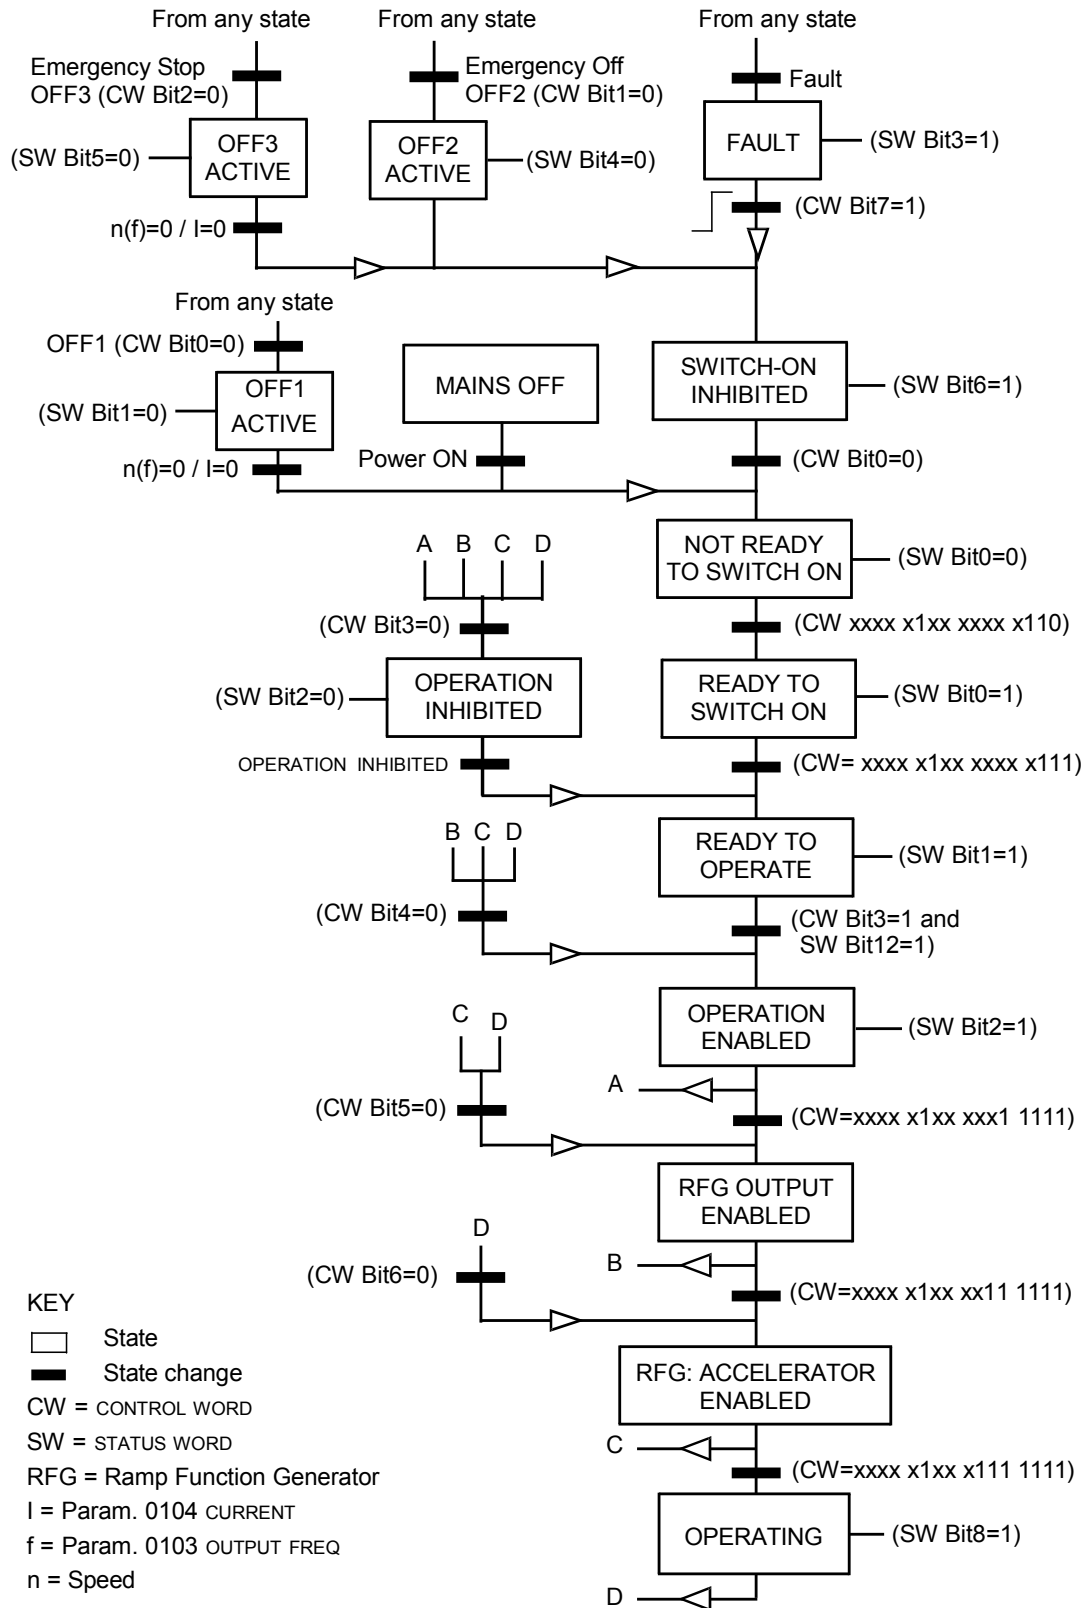 From any state
From any state
From any state
Emergency Stop
OFF3 (CW Bit2=0)
Emergency Off
OFF2 (CW Bit1=0)
Fault
OFF3
ACTIVE
(SW Bit5=0)
OFF2
ACTIVE
(SW Bit4=0)
FAULT
(SW Bit3=1)
n(f)=0 / I=0
(CW Bit7=1)
From any state
OFF1 (CW Bit0=0)
OFF1
ACTIVE
(SW Bit1=0)
MAINS OFF
SWITCH-ON
INHIBITED
(SW Bit6=1)
n(f)=0 / I=0
Power ON
(CW Bit0=0)
A B C D
NOT READY
TO SWITCH ON
(SW Bit0=0)
(CW Bit3=0)
(CW xxxx x1xx xxxx x110)
OPERATION
INHIBITED
(SW Bit2=0)
READY TO
SWITCH ON
(SW Bit0=1)
OPERATION INHIBITED
(CW= xxxx x1xx xxxx x111)
B C D
READY TO
OPERATE
(SW Bit1=1)
(CW Bit4=0)
(CW Bit3=1 and
SW Bit12=1)
C D
OPERATION
ENABLED
(SW Bit2=1)
A
(CW Bit5=0)
(CW=xxxx x1xx xxx1 1111)
RFG OUTPUT
ENABLED
D
B
(CW Bit6=0)
(CW=xxxx x1xx xx11 1111)
RFG: ACCELERATOR
ENABLED
C
(CW=xxxx x1xx x111 1111)
OPERATING
(SW Bit8=1)
D
KEY
State
State change
CW = CONTROL WORD
SW = STATUS WORD
RFG = Ramp Function Generator
I = Param. 0104 CURRENT
f = Param. 0103 OUTPUT FREQ
n = Speed